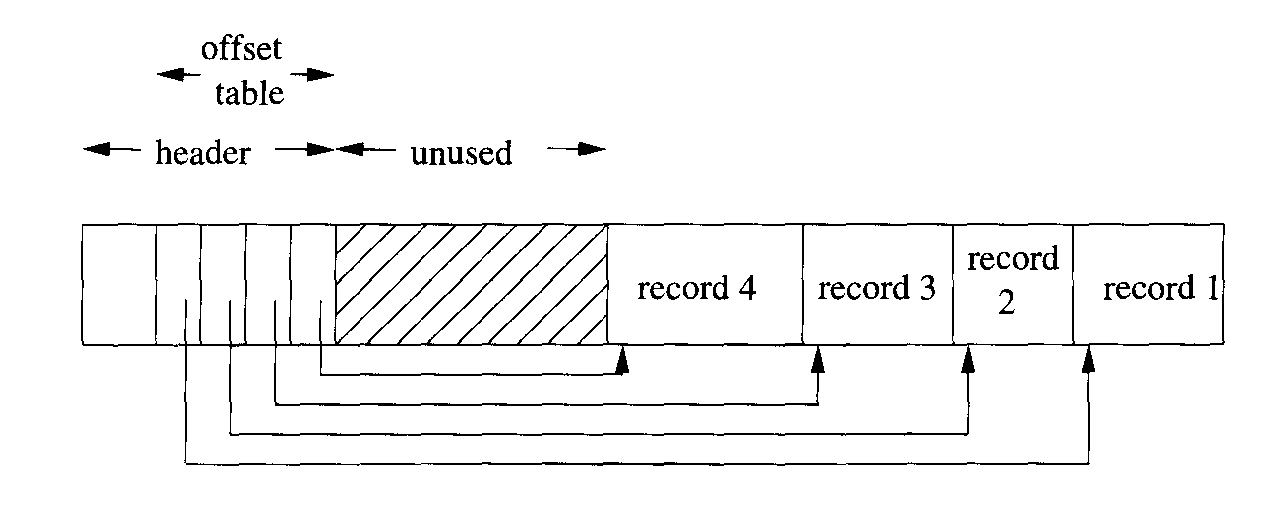 offset
table
header
unused
record 4
record 3
record
2
record 1